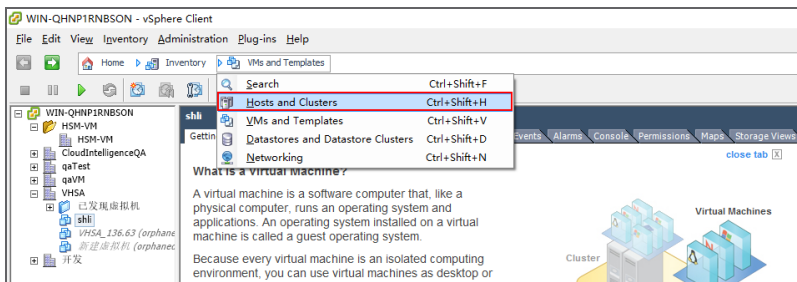 WIN-QHNP1RNBSON - vSphere Client
File Edit View Inventory Administration Plug-ins Help
Home Inventory VMs and Templates
Search Ctrl+Shift+F
Hosts and Clusters Ctrl+Shift+H
VMs and Templates Ctrl+Shift+V
Datastores and Datastore Clusters Ctrl+Shift+D
Networking Ctrl+Shift+N
WIN-QHNP1RNBSON
HSM-VM
HSM-VM
CloudIntelligenceQA
qaTest
qaVM
VHSA
已发现虚拟机
shli
VHSA_136.63 (orphane
新建虚拟机 (orphanec
开发
shli
Gettin
Events Alarms Console Permissions Maps Storage Views
close tab
What is a Virtual Machine?
A virtual machine is a software computer that, like a
physical computer, runs an operating system and
applications. An operating system installed on a virtual
machine is called a guest operating system.
Because every virtual machine is an isolated computing
environment, you can use virtual machines as desktop or
Virtual Machines
Cluster